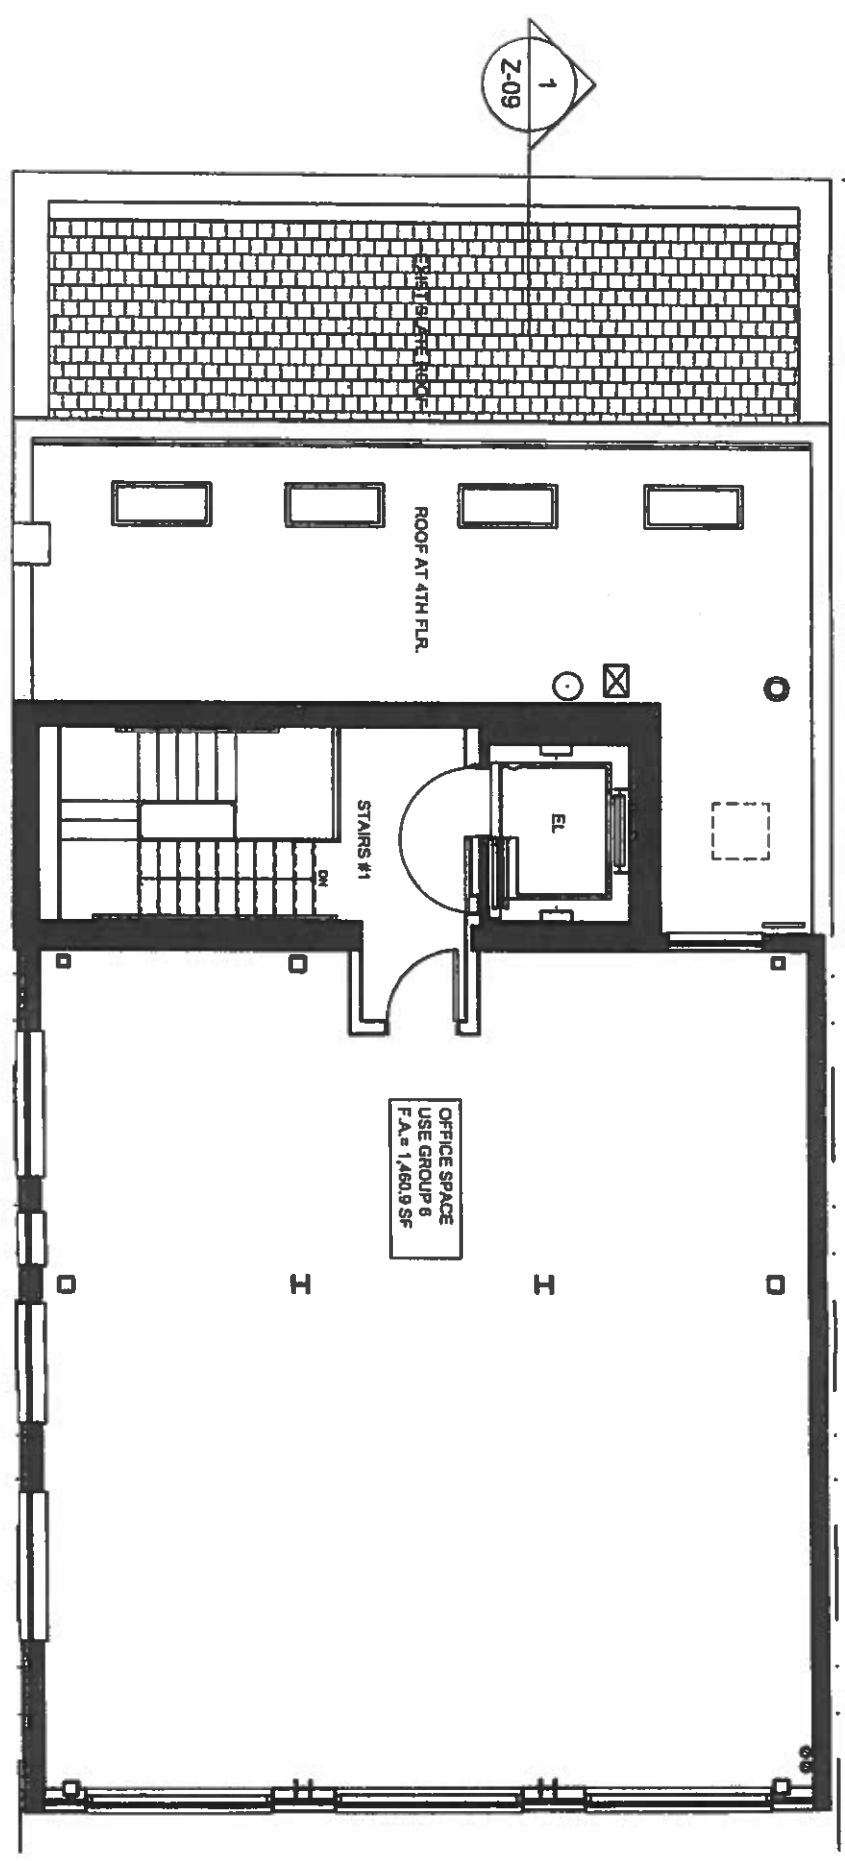 1
Z-09
EXIST SLATE ROOF
ROOF AT 4TH FLR.
EL
STAIRS #1
DN
OFFICE SPACE
USE GROUP 6
F.A.= 1,460.9 SF